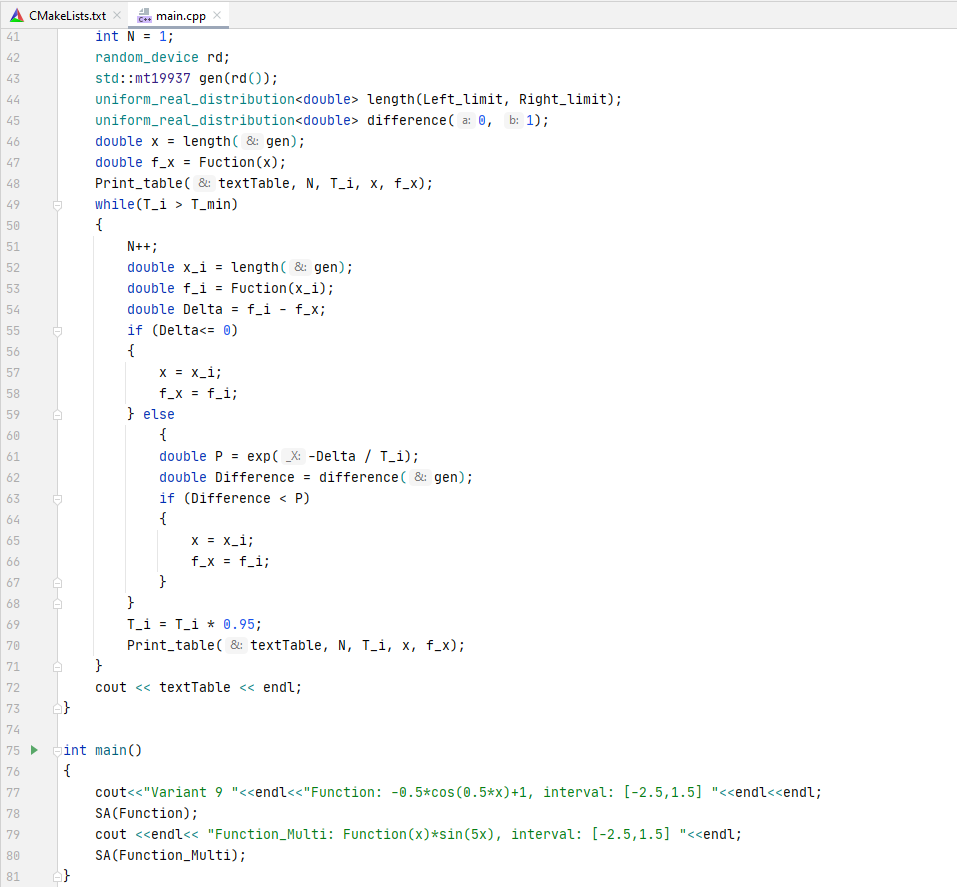 CMakeLists.txt × main.cpp ×
41 int N = 1;
42 random_device rd;
43 std::mt19937 gen(rd());
44 uniform_real_distribution<double> length(Left_limit, Right_limit);
45 uniform_real_distribution<double> difference( a: 0, b: 1);
46 double x = length( &: gen);
47 double f_x = Fuction(x);
48 Print_table( &: textTable, N, T_i, x, f_x);
49 while(T_i > T_min)
50 {
51 N++;
52 double x_i = length( &: gen);
53 double f_i = Fuction(x_i);
54 double Delta = f_i - f_x;
55 if (Delta<= 0)
56 {
57 x = x_i;
58 f_x = f_i;
59 } else
60 {
61 double P = exp( _X: -Delta / T_i);
62 double Difference = difference( &: gen);
63 if (Difference < P)
64 {
65 x = x_i;
66 f_x = f_i;
67 }
68 }
69 T_i = T_i * 0.95;
70 Print_table( &: textTable, N, T_i, x, f_x);
71 }
72 cout << textTable << endl;
73 }
74
75 int main()
76 {
77 cout<<"Variant 9 "<<endl<<"Function: -0.5*cos(0.5*x)+1, interval: [-2.5,1.5] "<<endl<<endl;
78 SA(Function);
79 cout <<endl<< "Function_Multi: Function(x)*sin(5x), interval: [-2.5,1.5] "<<endl;
80 SA(Function_Multi);
81 }